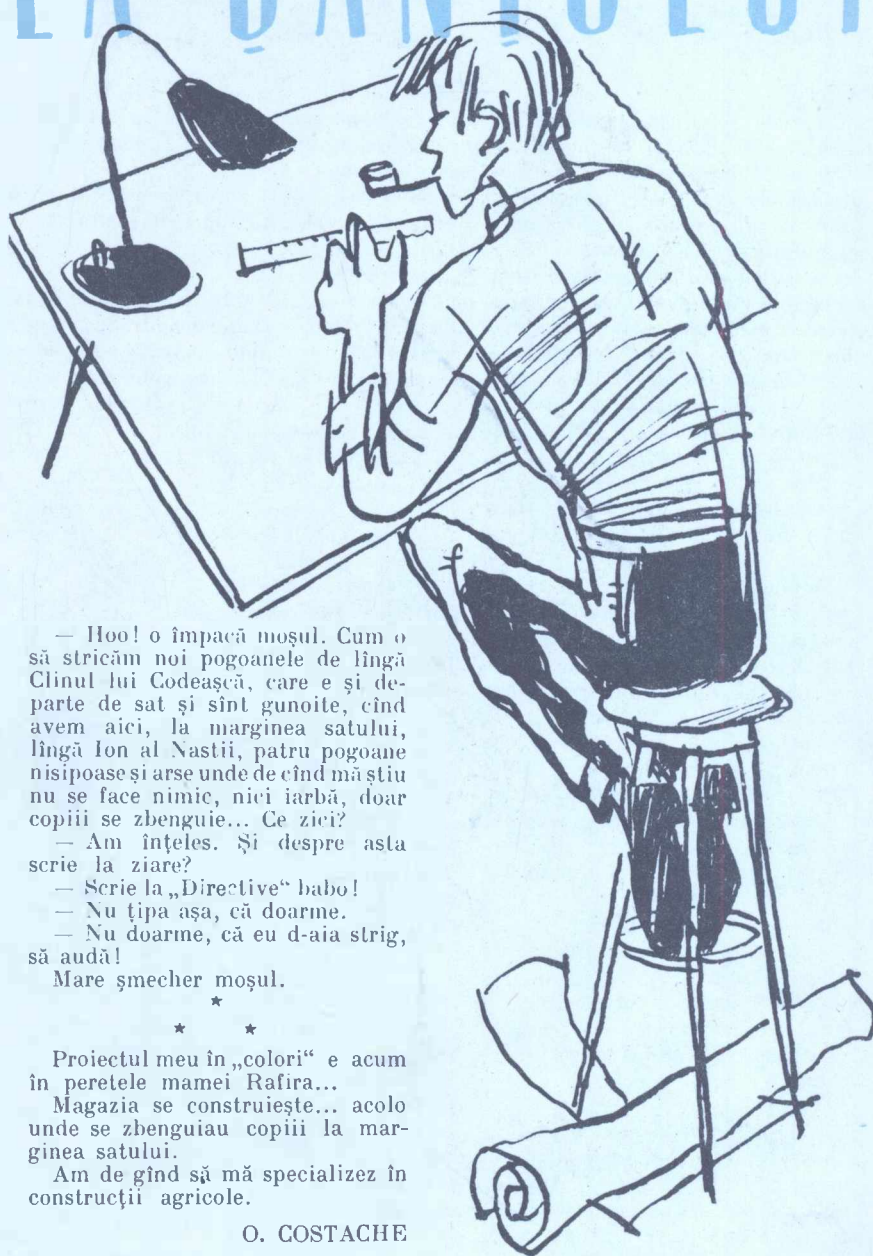 — Hoo! o împacă moșul. Cum o
să stricăm noi pogoanele de lîngă
Clinul lui Codeașcă, care e și de-
parte de sat și sînt gunoite, cînd
avem aici, la marginea satului,
lîngă Ion al Nastii, patru pogoane
nisipoase și arse unde de cînd mă știu
nu se face nimic, nici iarbă, doar
copiii se zbenguie... Ce zici?
— Am înțeles. Și despre asta
scrie la ziare?
— Scrie la „Directive“ babo!
— Nu țipa așa, că doarme.
— Nu doarme, că eu d-aia strig,
să audă!
Mare șmecher moșul.
Proiectul meu în „colori“ e acum
în peretele mamei Rafira...
Magazia se construiește... acolo
unde se zbenguiau copiii la mar-
ginea satului.
Am de gînd să mă specializez în
construcții agricole.
O. COSTACHE